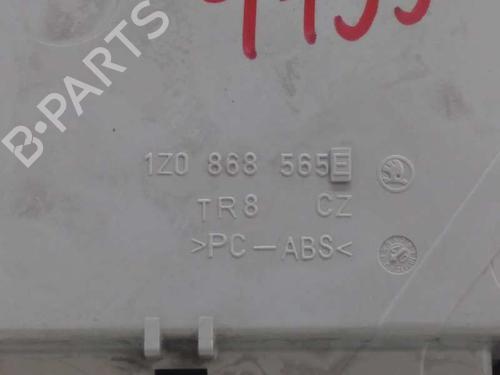 B-PARTS
1Z0 868 565E
TR8 CZ
>PC-ABS<